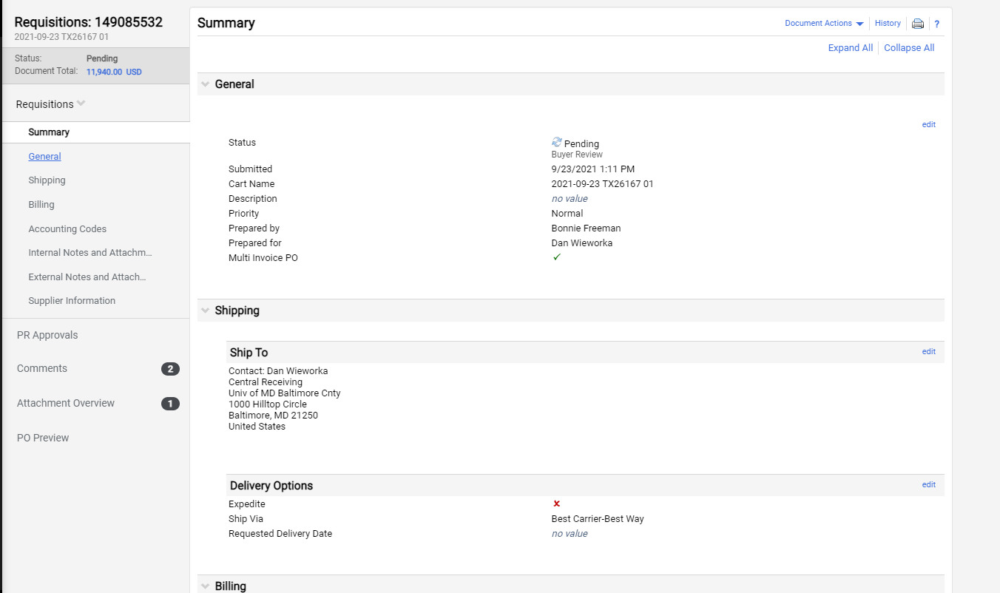 Requisitions: 149085532
2021-09-23 TX26167 01
Status: Pending
Document Total: 11,940.00 USD
Requisitions
Summary
General
Shipping
Billing
Accounting Codes
Internal Notes and Attachm...
External Notes and Attach...
Supplier Information
PR Approvals
Comments 2
Attachment Overview 1
PO Preview
Summary
Document Actions History ?
Expand All Collapse All
General
edit
Status Pending
Buyer Review
Submitted 9/23/2021 1:11 PM
Cart Name 2021-09-23 TX26167 01
Description no value
Priority Normal
Prepared by Bonnie Freeman
Prepared for Dan Wieworka
Multi Invoice PO ✓
Shipping
Ship To edit
Contact: Dan Wieworka
Central Receiving
Univ of MD Baltimore Cnty
1000 Hilltop Circle
Baltimore, MD 21250
United States
Delivery Options edit
Expedite ✗
Ship Via Best Carrier-Best Way
Requested Delivery Date no value
Billing